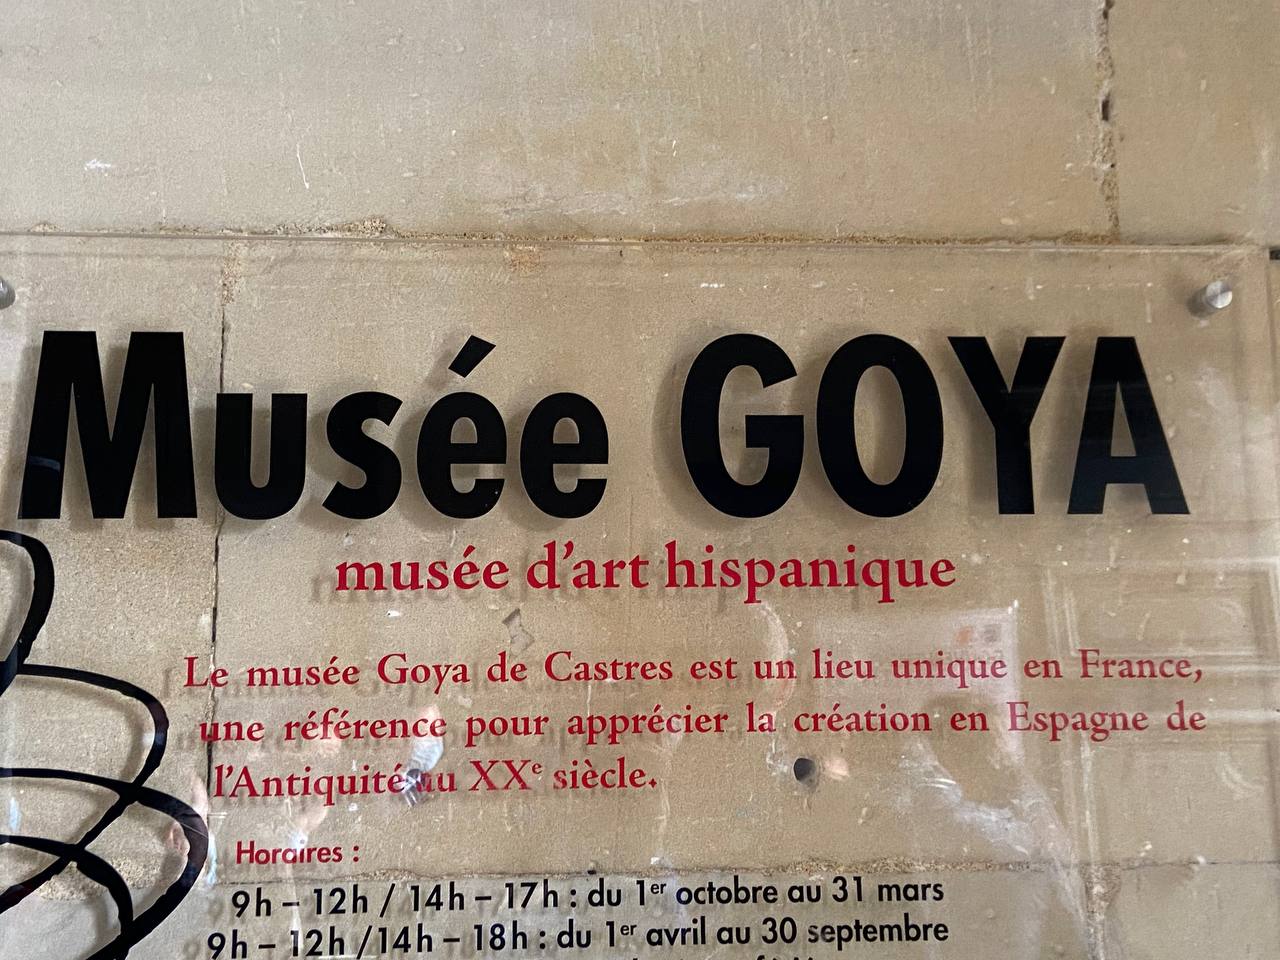 Musée GOYA
musée d'art hispanique
Le musée Goya de Castres est un lieu unique en France,
une référence pour apprécier la création en Espagne de
l'Antiquité au XXe siècle.
Horaires :
9h – 12h / 14h – 17h : du 1er octobre au 31 mars
9h – 12h /14h – 18h : du 1er avril au 30 septembre